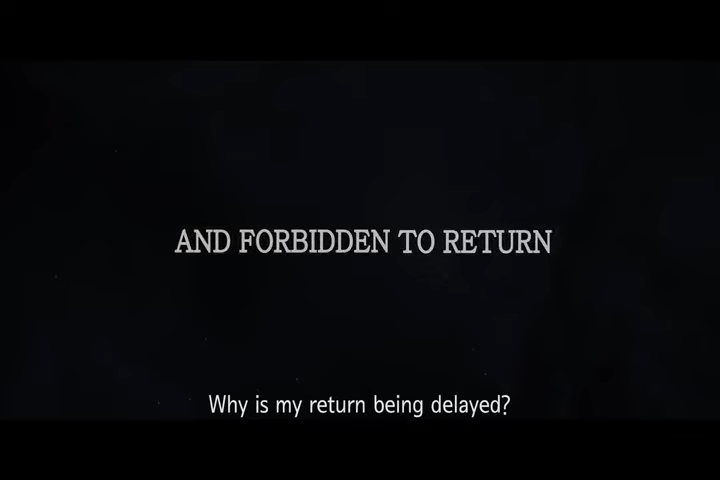 AND FORBIDDEN TO RETURN
Why is my return being delayed?